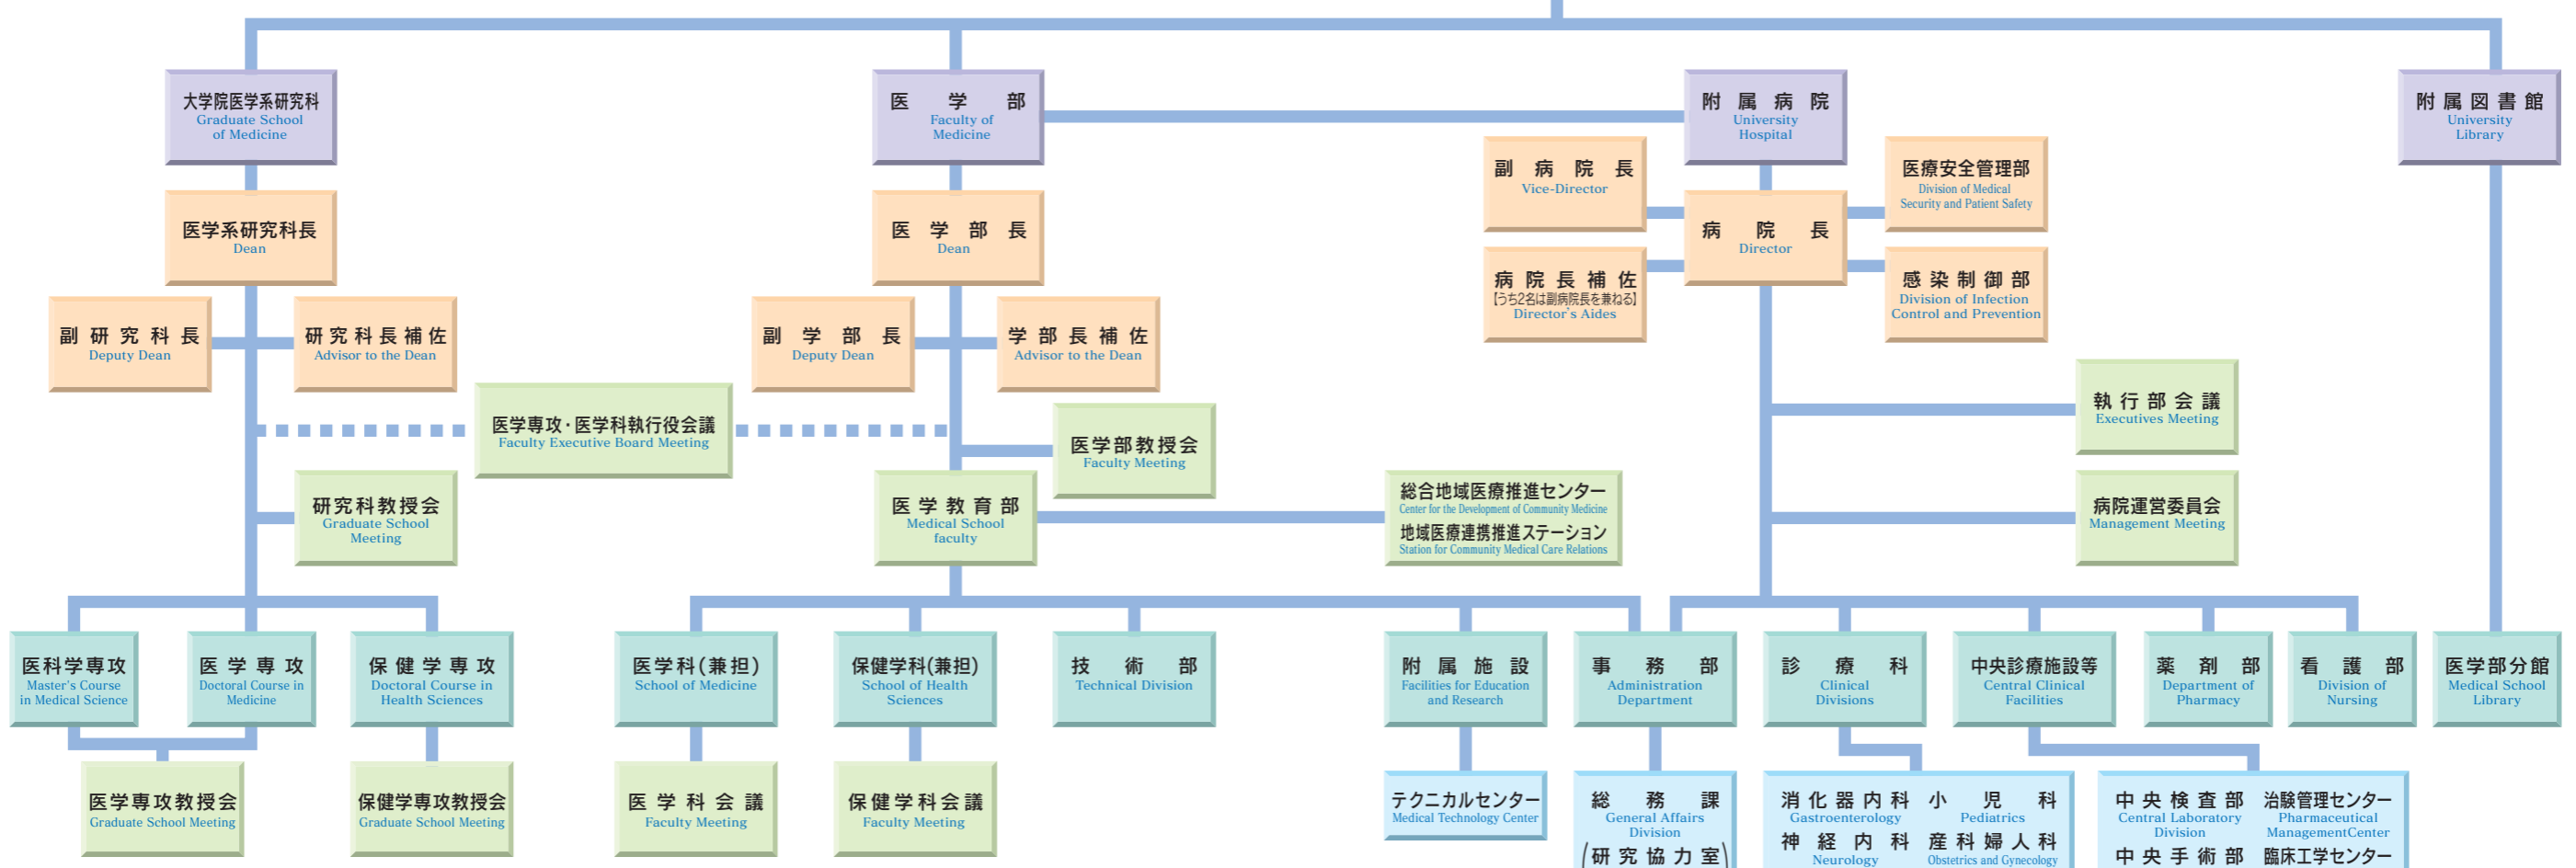 大学院医学系研究科
Graduate School
of Medicine
医学部
Faculty of
Medicine
附属病院
University
Hospital
附属図書館
University
Library
医学系研究科長
Dean
医学部長
Dean
副病院長
Vice-Director
病院長
Director
医療安全管理部
Division of Medical
Security and Patient Safety
病院長補佐
【うち2名は副病院長を兼ねる】
Director's Aides
感染制御部
Division of Infection
Control and Prevention
副研究科長
Deputy Dean
研究科長補佐
Advisor to the Dean
副学部長
Deputy Dean
学部長補佐
Advisor to the Dean
医学専攻・医学科執行役会議
Faculty Executive Board Meeting
医学部教授会
Faculty Meeting
執行部会議
Executives Meeting
研究科教授会
Graduate School
Meeting
医学教育部
Medical School
faculty
総合地域医療推進センター
Center for the Development of Community Medicine
地域医療連携推進ステーション
Station for Community Medical Care Relations
病院運営委員会
Management Meeting
医科学専攻
Master's Course
in Medical Science
医学専攻
Doctoral Course in
Medicine
保健学専攻
Doctoral Course in
Health Sciences
医学科(兼担)
School of Medicine
保健学科(兼担)
School of Health
Sciences
技術部
Technical Division
附属施設
Facilities for Education
and Research
事務部
Administration
Department
診療科
Clinical
Divisions
中央診療施設等
Central Clinical
Facilities
薬剤部
Department of
Pharmacy
看護部
Division of
Nursing
医学部分館
Medical School
Library
医学専攻教授会
Graduate School Meeting
保健学専攻教授会
Graduate School Meeting
医学科会議
Faculty Meeting
保健学科会議
Faculty Meeting
テクニカルセンター
Medical Technology Center
総務課
General Affairs
Division
(研究協力室)
消化器内科
Gastroenterology
神経内科
Neurology
小児科
Pediatrics
産科婦人科
Obstetrics and Gynecology
中央検査部
Central Laboratory
Division
中央手術部
治験管理センター
Pharmaceutical
ManagementCenter
臨床工学センター